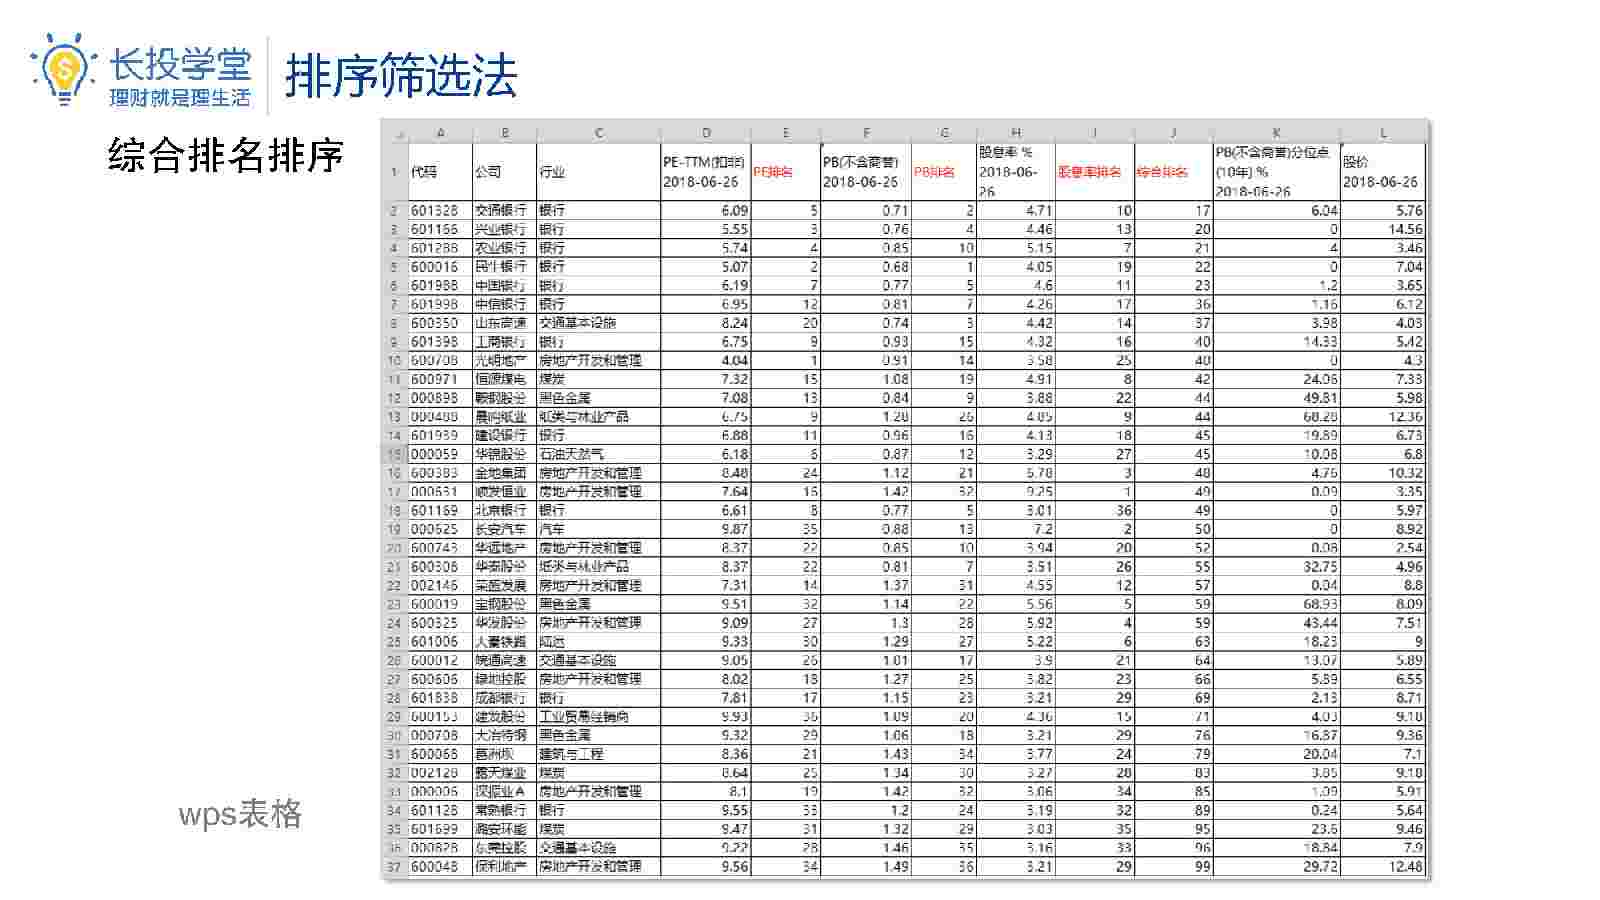 长投学堂
理财就是理生活
排序筛选法
综合排名排序
A B C D E F G H I J K L
1 代码 公司 行业 PE-TTM(扣非) 2018-06-26 PE排名 PB(不含商誉) 2018-06-26 PB排名 股息率 % 2018-06-26 股息率排名 综合排名 PB(不含商誉)分位点(10年) % 2018-06-26 股价 2018-06-26
2 601328 交通银行 银行 6.09 5 0.71 2 4.71 10 17 6.04 5.76
3 601166 兴业银行 银行 5.55 3 0.76 4 4.46 13 20 0 14.56
4 601288 农业银行 银行 5.74 4 0.85 10 5.15 7 21 4 3.46
5 600016 民生银行 银行 5.07 2 0.68 1 4.05 19 22 0 7.04
6 601988 中国银行 银行 6.19 7 0.77 5 4.6 11 23 1.2 3.65
7 601998 中信银行 银行 6.95 12 0.81 7 4.26 17 36 1.16 6.12
8 600350 山东高速 交通基本设施 8.24 20 0.74 3 4.42 14 37 3.98 4.03
9 601398 工商银行 银行 6.75 9 0.93 15 4.32 16 40 14.33 5.42
10 600708 光明地产 房地产开发和管理 4.04 1 0.91 14 3.58 25 40 0 4.3
11 600971 恒源煤电 煤炭 7.32 15 1.08 19 4.91 8 42 24.06 7.33
12 000898 鞍钢股份 黑色金属 7.08 13 0.84 9 3.88 22 44 49.81 5.98
13 000488 晨鸣纸业 纸类与林业产品 6.75 9 1.28 26 4.85 9 44 68.28 12.36
14 601939 建设银行 银行 6.88 11 0.96 16 4.13 18 45 19.89 6.73
15 000059 华锦股份 石油天然气 6.18 6 0.87 12 3.29 27 45 10.08 6.8
16 600383 金地集团 房地产开发和管理 8.48 24 1.12 21 6.78 3 48 4.76 10.32
17 000631 顺发恒业 房地产开发和管理 7.64 16 1.42 32 9.25 1 49 0.09 3.35
18 601169 北京银行 银行 6.61 8 0.77 5 3.01 36 49 0 5.97
19 000625 长安汽车 汽车 9.87 35 0.88 13 7.2 2 50 0 8.92
20 600743 华远地产 房地产开发和管理 8.37 22 0.85 10 3.94 20 52 0.08 2.54
21 600308 华泰股份 纸类与林业产品 8.37 22 0.81 7 3.51 26 55 32.75 4.96
22 002146 荣盛发展 房地产开发和管理 7.31 14 1.37 31 4.55 12 57 0.04 8.8
23 600019 宝钢股份 黑色金属 9.51 32 1.14 22 5.56 5 59 68.93 8.09
24 600325 华发股份 房地产开发和管理 9.09 27 1.3 28 5.92 4 59 43.44 7.51
25 601006 大秦铁路 陆运 9.33 30 1.29 27 5.22 6 63 18.23 9
26 600012 皖通高速 交通基本设施 9.05 26 1.01 17 3.9 21 64 13.07 5.89
27 600606 绿地控股 房地产开发和管理 8.02 18 1.27 25 3.82 23 66 5.89 6.55
28 601838 成都银行 银行 7.81 17 1.15 23 3.21 29 69 2.13 8.71
29 600153 建发股份 工业贸易经销商 9.93 36 1.09 20 4.36 15 71 4.03 9.18
30 000708 大冶特钢 黑色金属 9.32 29 1.06 18 3.21 29 76 16.87 9.36
31 600068 葛洲坝 建筑与工程 8.36 21 1.43 34 3.77 24 79 20.04 7.1
32 002128 露天煤业 煤炭 8.64 25 1.34 30 3.27 28 83 3.85 9.18
33 000006 深振业A 房地产开发和管理 8.1 19 1.42 32 3.06 34 85 1.09 5.91
34 601128 常熟银行 银行 9.55 33 1.2 24 3.19 32 89 0.24 5.64
35 601699 潞安环能 煤炭 9.47 31 1.32 29 3.03 35 95 23.6 9.46
36 000828 东莞控股 交通基本设施 9.22 28 1.46 35 3.16 33 96 18.84 7.9
37 600048 保利地产 房地产开发和管理 9.56 34 1.49 36 3.21 29 99 29.72 12.48
wps表格